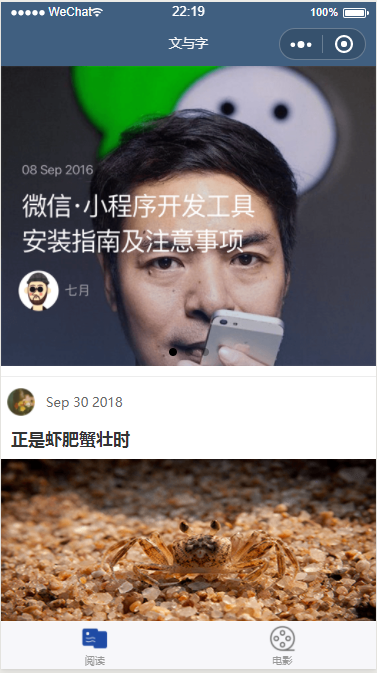 WeChat
22:19
100%
文与字
08 Sep 2016
微信·小程序开发工具
安装指南及注意事项
七月
Sep 30 2018
正是虾肥蟹壮时
阅读
电影